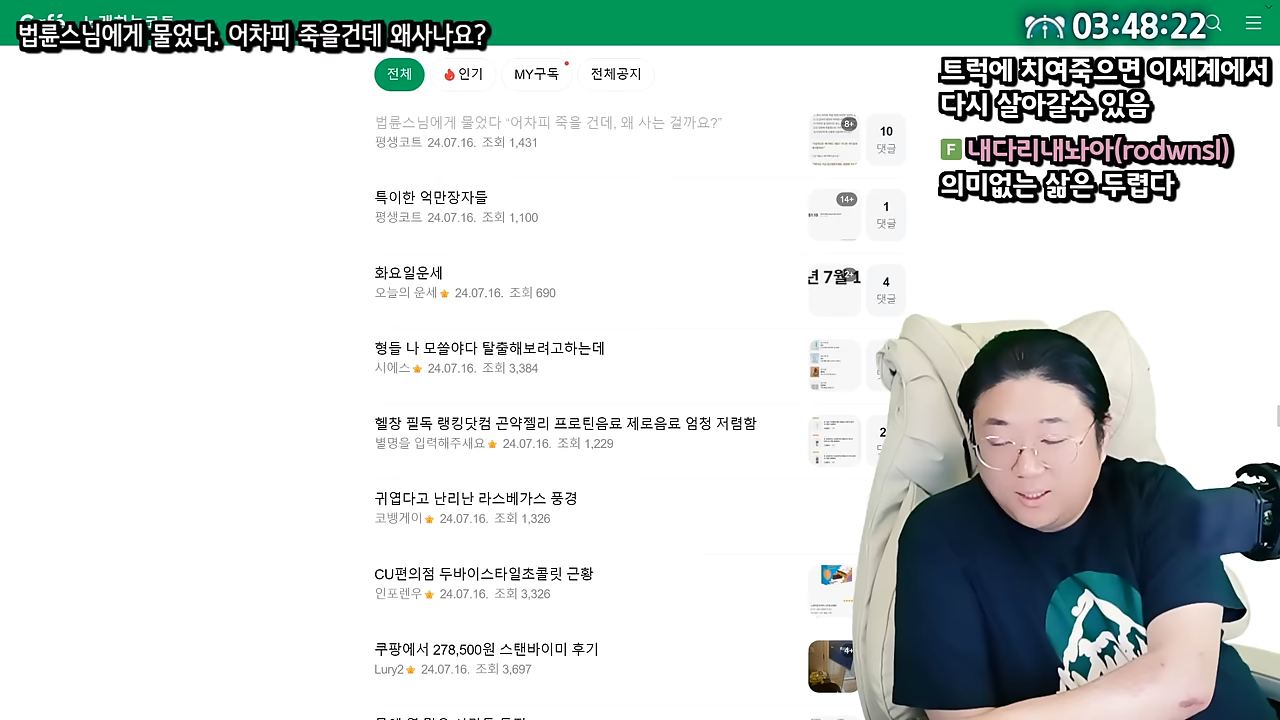 법륜스님에게 물었다. 어차피 죽을건데 왜사나요?
03:48:22
전체
인기
MY구독
전체공지
트럭에 치여죽으면 이세계에서
다시 살아갈수 있음
F 내다리내놔아(rodwnsl)
의미없는 삶은 두렵다
법륜스님에게 물었다 “어차피 죽을 건데, 왜 사는 걸까요?”
평생코트 24.07.16. 조회 1,431
8+
10
댓글
특이한 억만장자들
평생코트 24.07.16. 조회 1,100
14+
1
댓글
화요일운세
오늘의 운세 24.07.16. 조회 690
년 7월 1
2+
4
댓글
형들 나 모쏠아다 탈출해보려고하는데
시에스 24.07.16. 조회 3,384
헬창 필독 랭킹닷컴 곤약젤리 프로틴음료 제로음료 엄청 저렴함
별명을 입력해주세요 24.07.16. 조회 1,229
2
귀엽다고 난리난 라스베가스 풍경
코뱅게이 24.07.16. 조회 1,326
CU편의점 두바이스타일초콜릿 근황
인포렌우 24.07.16. 조회 3,326
쿠팡에서 278,500원 스탠바이미 후기
Lury2 24.07.16. 조회 3,697
4+